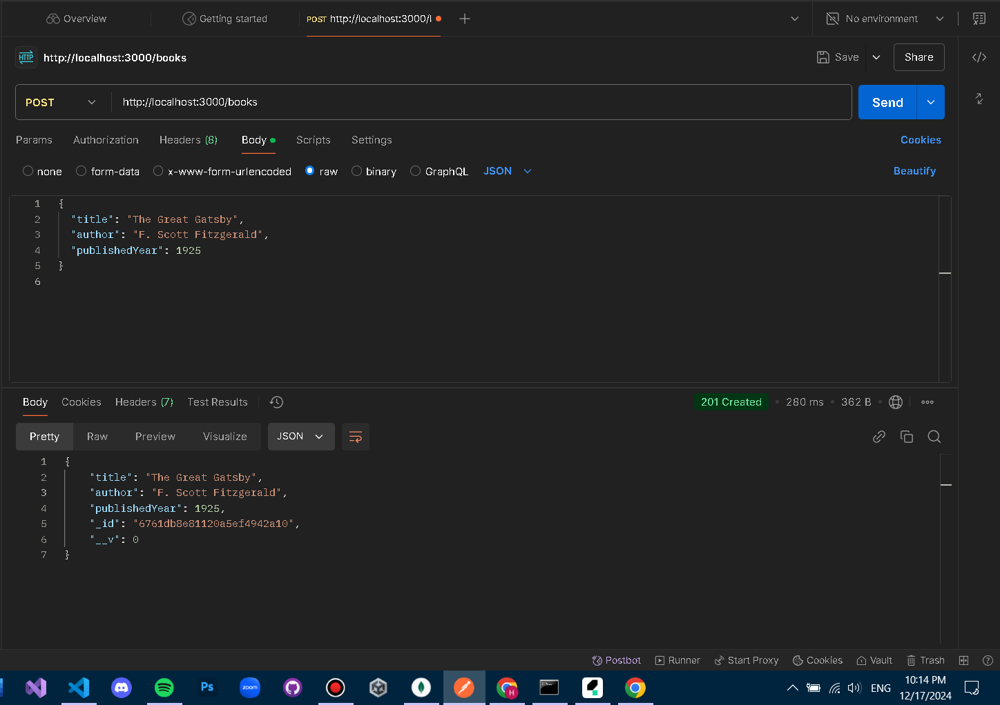 Overview Getting started POST http://localhost:3000/l No environment
HTTP http://localhost:3000/books Save Share
POST http://localhost:3000/books Send
Params Authorization Headers (8) Body Scripts Settings Cookies
none form-data x-www-form-urlencoded raw binary GraphQL JSON Beautify
1 {
2 "title": "The Great Gatsby",
3 "author": "F. Scott Fitzgerald",
4 "publishedYear": 1925
5 }
6
Body Cookies Headers (7) Test Results 201 Created 280 ms 362 B
Pretty Raw Preview Visualize JSON
1 {
2 "title": "The Great Gatsby",
3 "author": "F. Scott Fitzgerald",
4 "publishedYear": 1925,
5 "_id": "6761db8e81120a5ef4942a10",
6 "__v": 0
7 }
Postbot Runner Start Proxy Cookies Vault Trash
Ps zoom H ENG 10:14 PM
12/17/2024